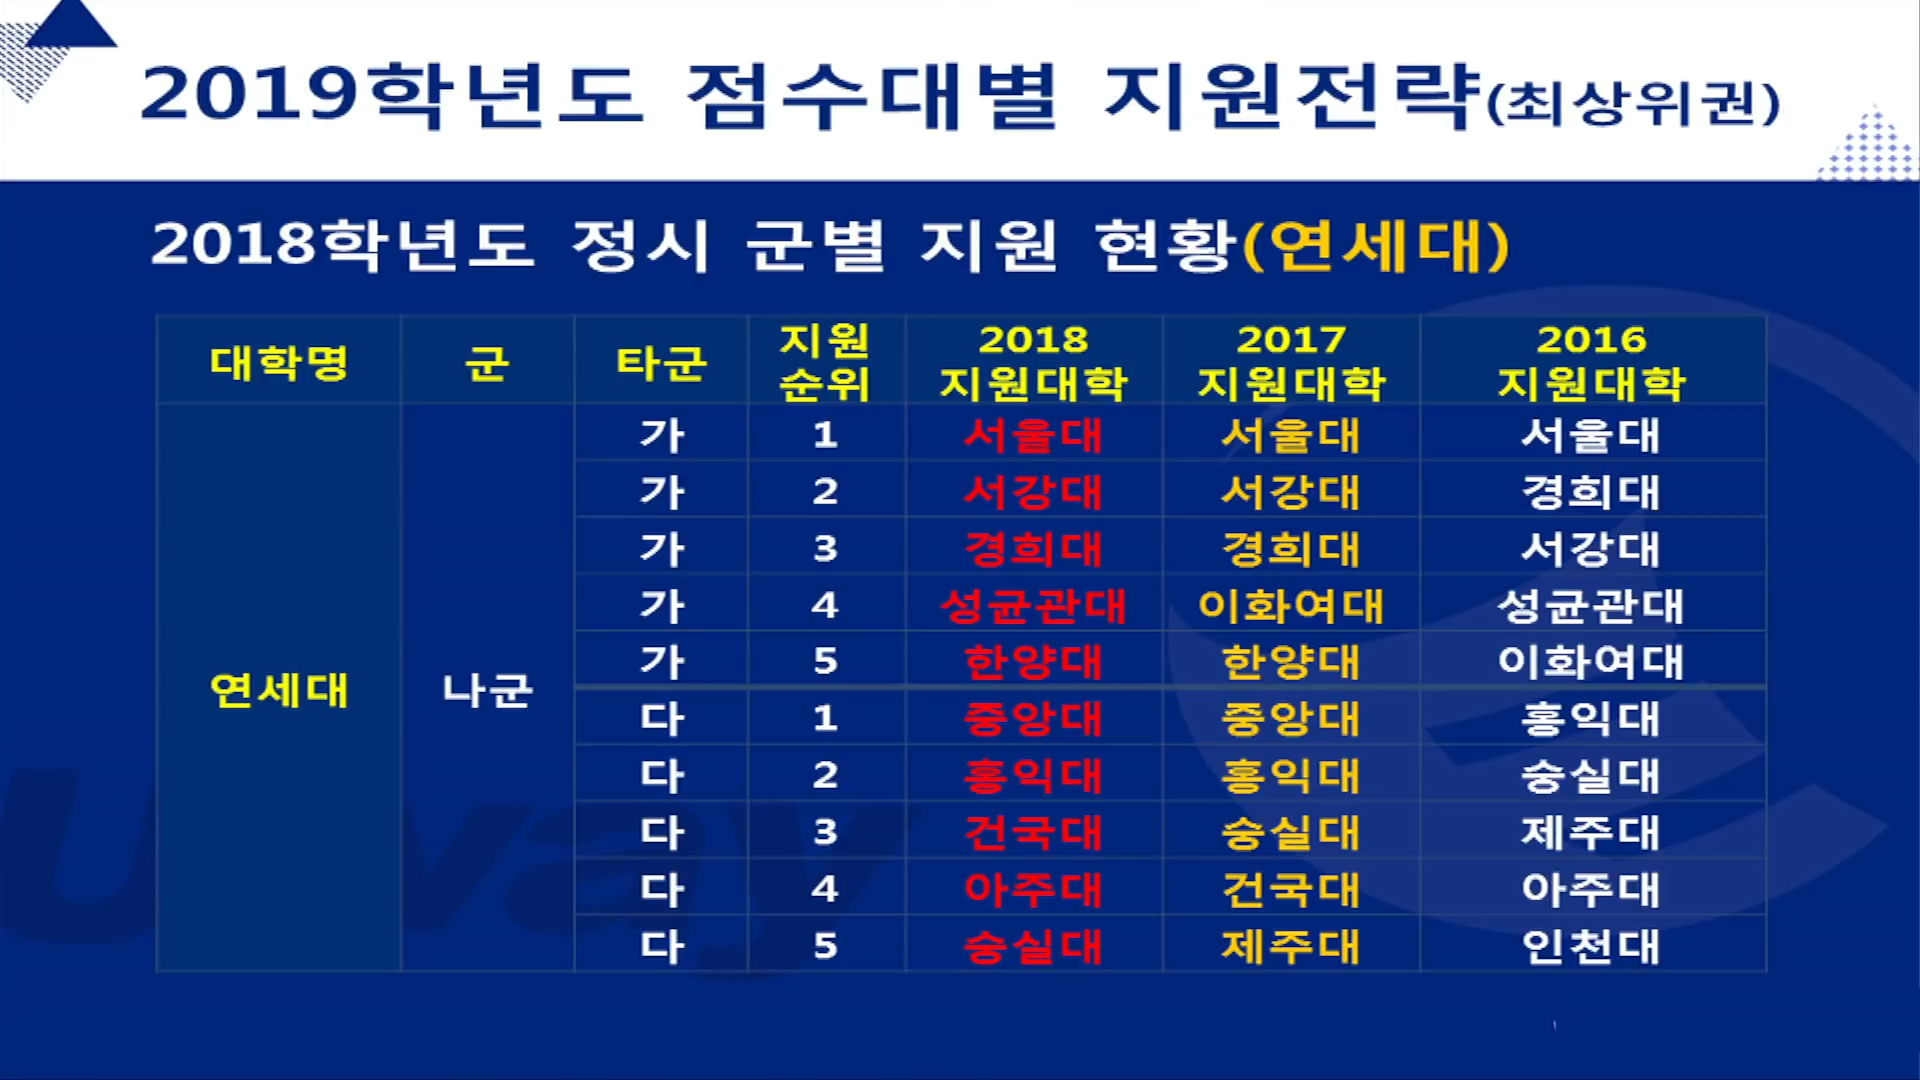 2019학년도 점수대별 지원전략(최상위권)
2018학년도 정시 군별 지원 현황(연세대)
대학명 군 타군 지원 순위 2018 지원대학 2017 지원대학 2016 지원대학
연세대 나군
가 1 서울대 서울대 서울대
가 2 서강대 서강대 경희대
가 3 경희대 경희대 서강대
가 4 성균관대 이화여대 성균관대
가 5 한양대 한양대 이화여대
다 1 중앙대 중앙대 홍익대
다 2 홍익대 홍익대 숭실대
다 3 건국대 숭실대 제주대
다 4 아주대 건국대 아주대
다 5 숭실대 제주대 인천대
uway